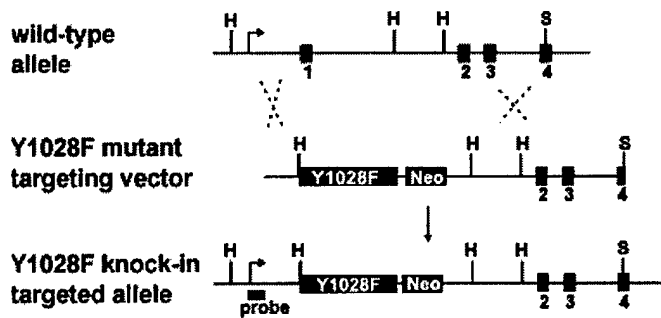 H H H S
wild-type
allele
1 2 3 4
H H H S
Y1028F mutant
targeting vector
Y1028F Neo
2 3 4
H H H H S
Y1028F knock-in
targeted allele
Y1028F Neo
probe
2 3 4